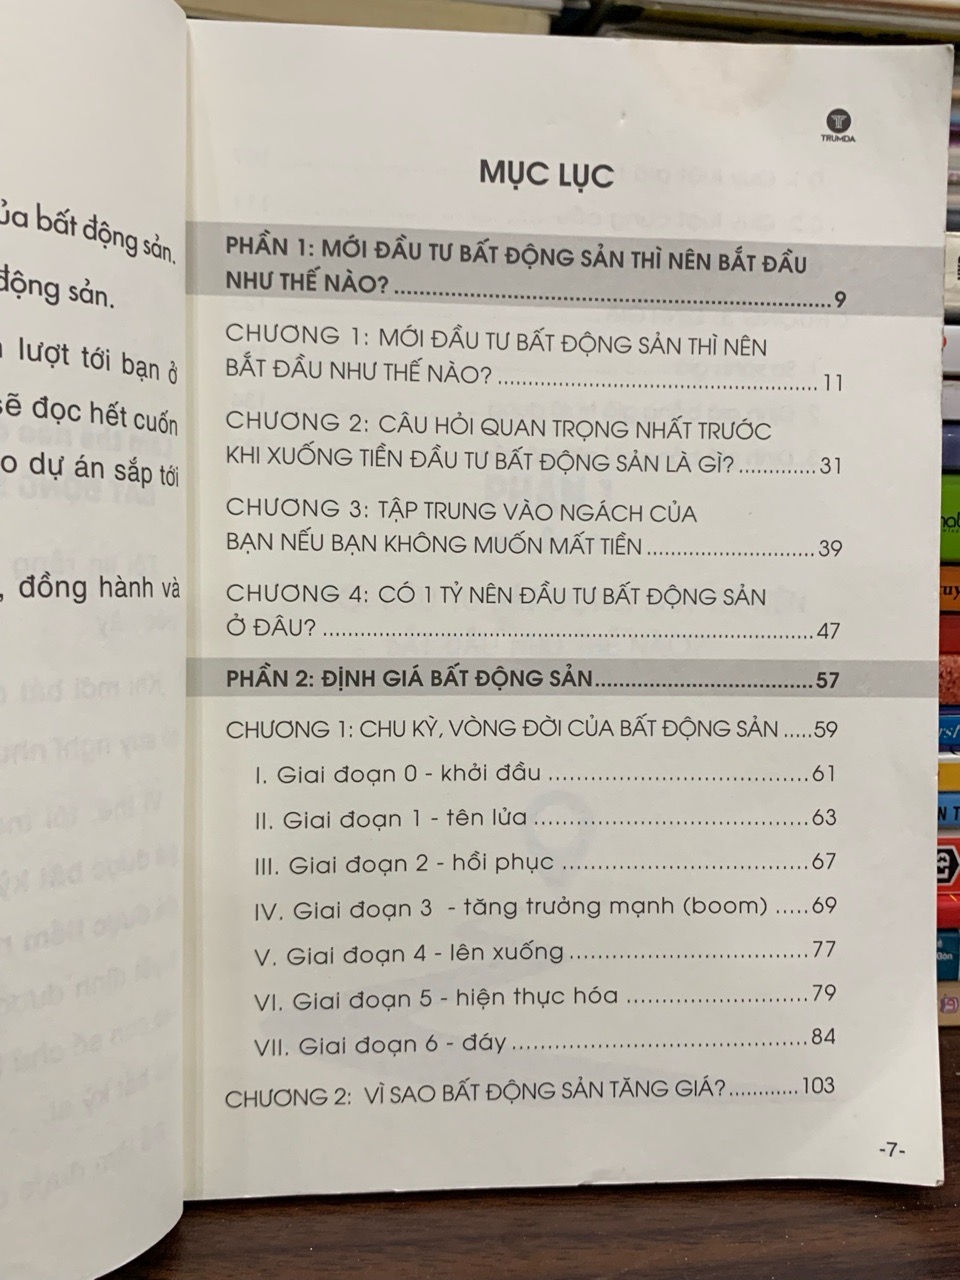 ủa bất động sản.
động sản.
lượt tới bạn ở
sẽ đọc hết cuốn
o dự án sắp tới
, đồng hành và
TRUMDA
MỤC LỤC
PHẦN 1: MỚI ĐẦU TƯ BẤT ĐỘNG SẢN THÌ NÊN BẮT ĐẦU
NHƯ THẾ NÀO? ........................................................................ 9
CHƯƠNG 1: MỚI ĐẦU TƯ BẤT ĐỘNG SẢN THÌ NÊN
BẮT ĐẦU NHƯ THẾ NÀO? .................................................... 11
CHƯƠNG 2: CÂU HỎI QUAN TRỌNG NHẤT TRƯỚC
KHI XUỐNG TIỀN ĐẦU TƯ BẤT ĐỘNG SẢN LÀ GÌ? ............ 31
CHƯƠNG 3: TẬP TRUNG VÀO NGÁCH CỦA
BẠN NẾU BẠN KHÔNG MUỐN MẤT TIỀN .......................... 39
CHƯƠNG 4: CÓ 1 TỶ NÊN ĐẦU TƯ BẤT ĐỘNG SẢN
Ở ĐÂU? ................................................................................ 47
PHẦN 2: ĐỊNH GIÁ BẤT ĐỘNG SẢN ................................... 57
CHƯƠNG 1: CHU KỲ, VÒNG ĐỜI CỦA BẤT ĐỘNG SẢN ..... 59
I. Giai đoạn 0 - khởi đầu ........................................ 61
II. Giai đoạn 1 - tên lửa ........................................... 63
III. Giai đoạn 2 - hồi phục ...................................... 67
IV. Giai đoạn 3 - tăng trưởng mạnh (boom) ..... 69
V. Giai đoạn 4 - lên xuống ..................................... 77
VI. Giai đoạn 5 - hiện thực hóa ............................ 79
VII. Giai đoạn 6 - đáy .............................................. 84
CHƯƠNG 2: VÌ SAO BẤT ĐỘNG SẢN TĂNG GIÁ? ............ 103
-7-